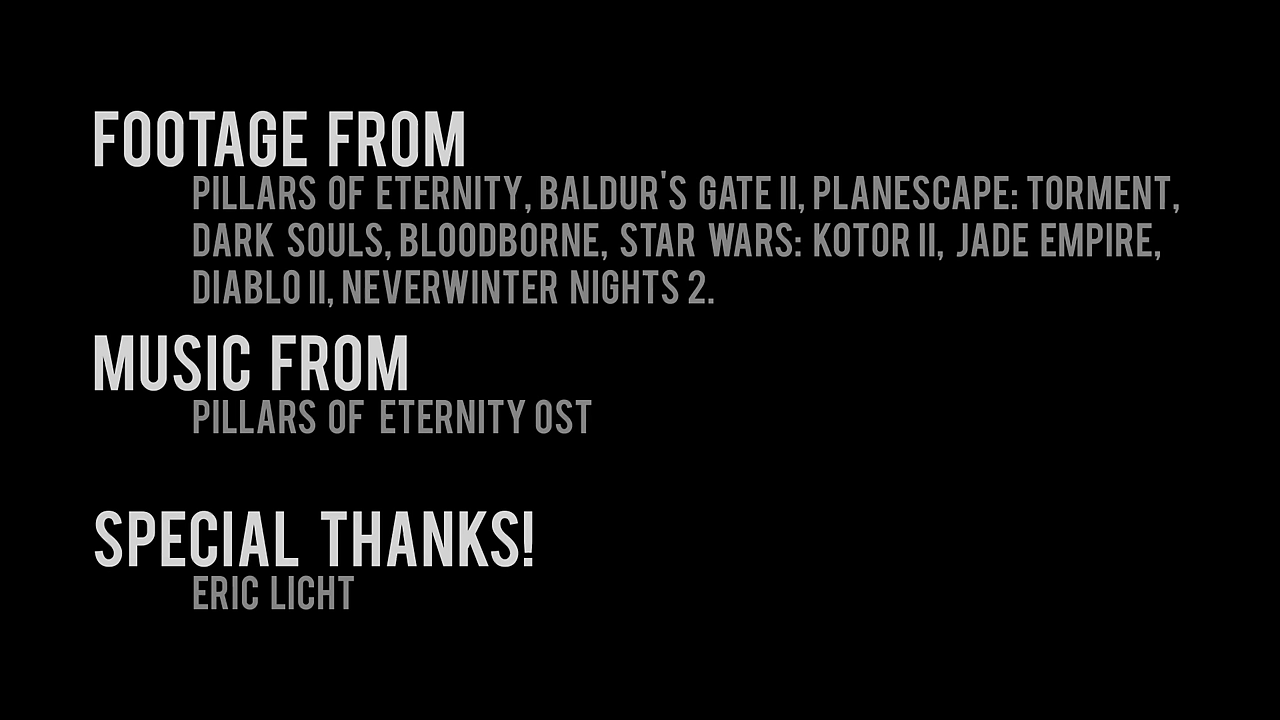 FOOTAGE FROM
PILLARS OF ETERNITY, BALDUR'S GATE II, PLANESCAPE: TORMENT,
DARK SOULS, BLOODBORNE, STAR WARS: KOTOR II, JADE EMPIRE,
DIABLO II, NEVERWINTER NIGHTS 2.
MUSIC FROM
PILLARS OF ETERNITY OST
SPECIAL THANKS!
ERIC LICHT